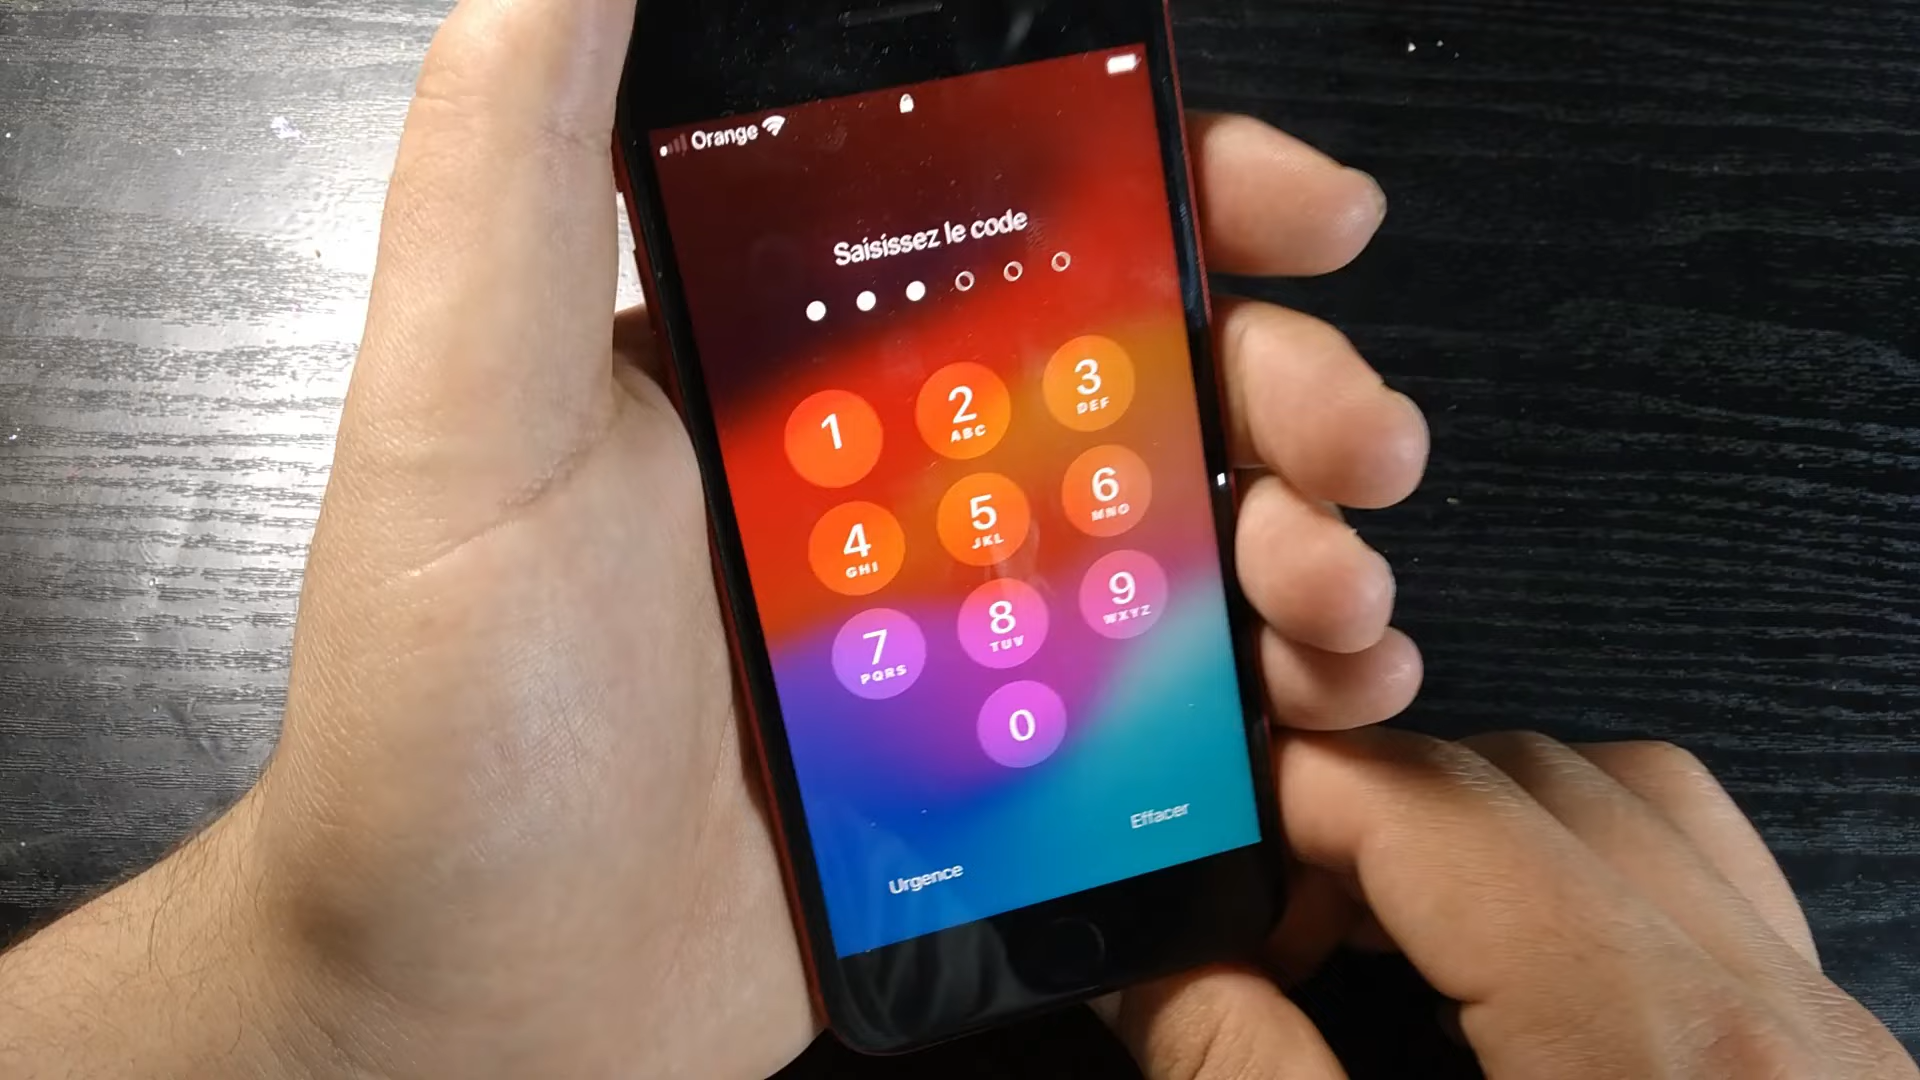 Orange
Saisissez le code
1
2
ABC
3
DEF
4
GHI
5
JKL
6
MNO
7
PQRS
8
TUV
9
WXYZ
0
Effacer
Urgence